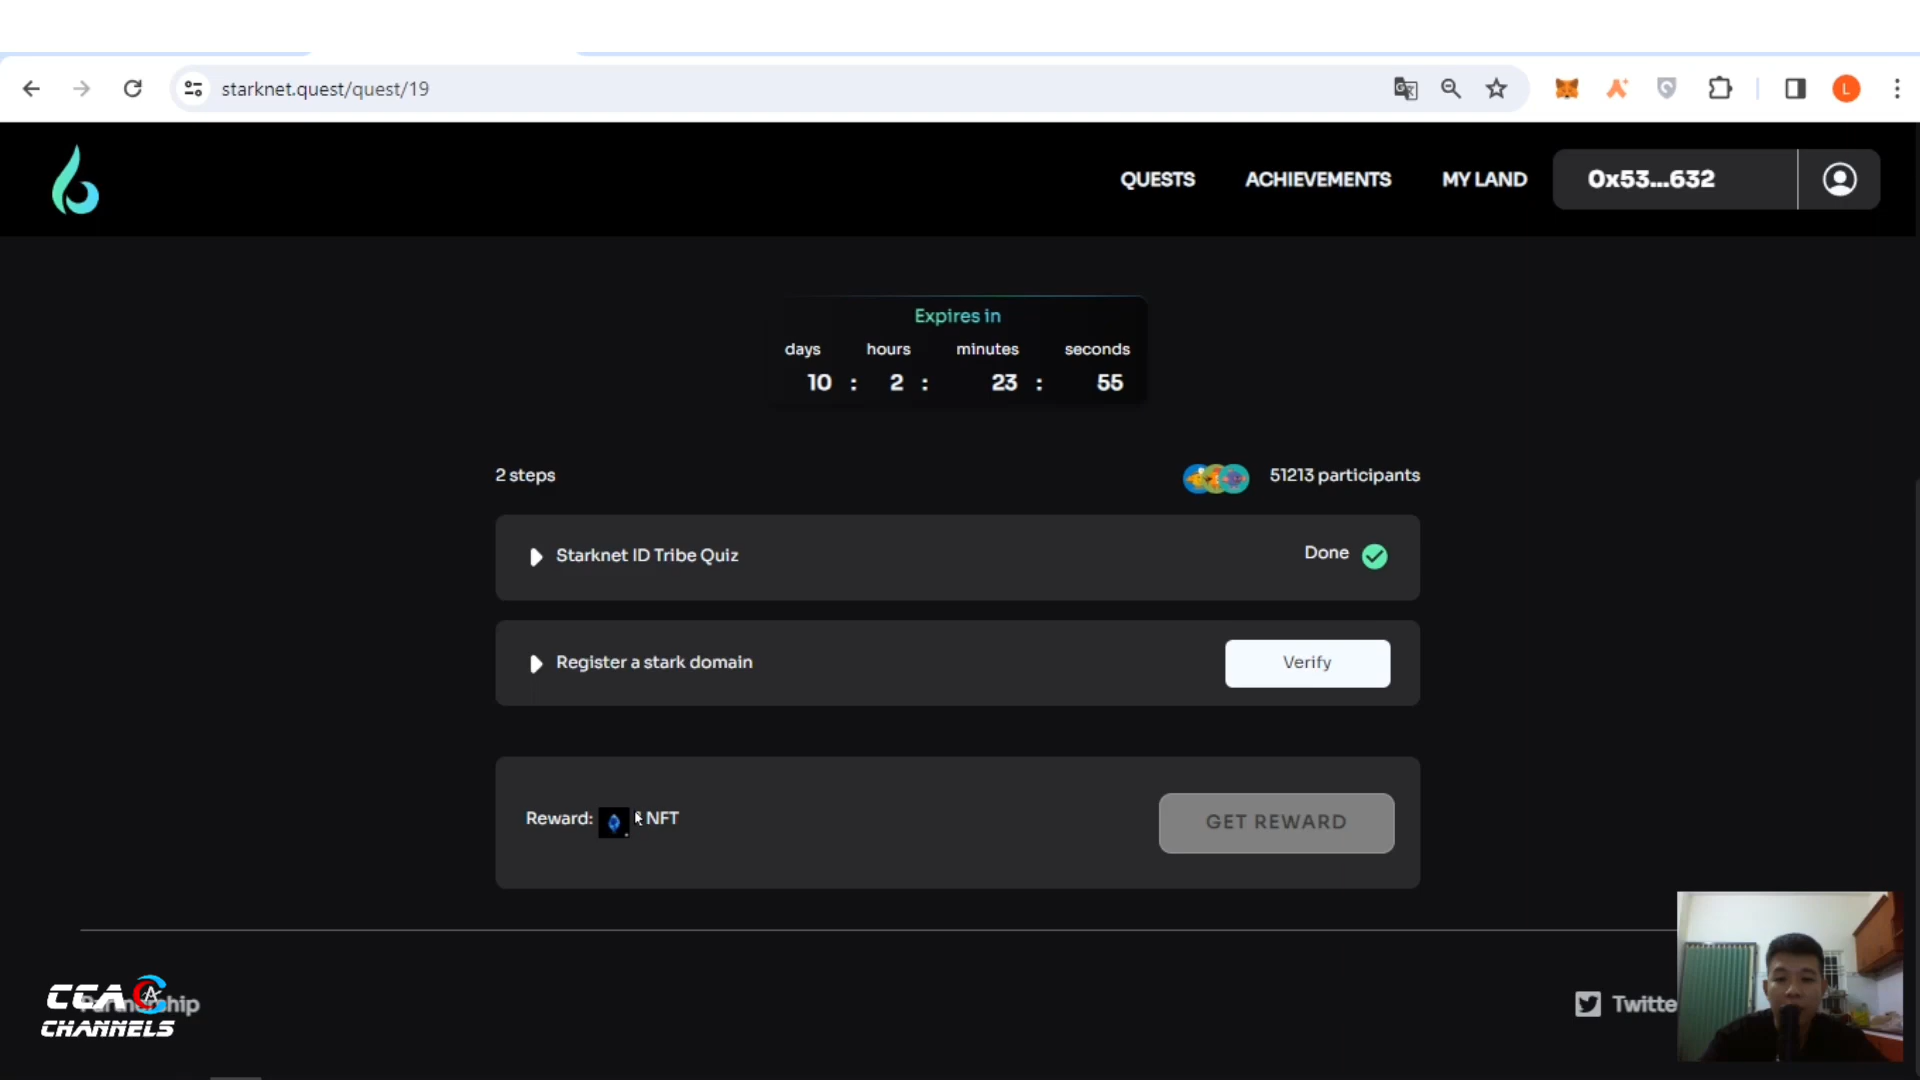 starknet.quest/quest/19
L
QUESTS
ACHIEVEMENTS
MY LAND
0x53...632
Expires in
days hours minutes seconds
10 : 2 : 23 : 55
2 steps
51213 participants
Starknet ID Tribe Quiz
Done
Register a stark domain
Verify
Reward:
NFT
GET REWARD
CGA
CHANNELS
Partnership
Twitte